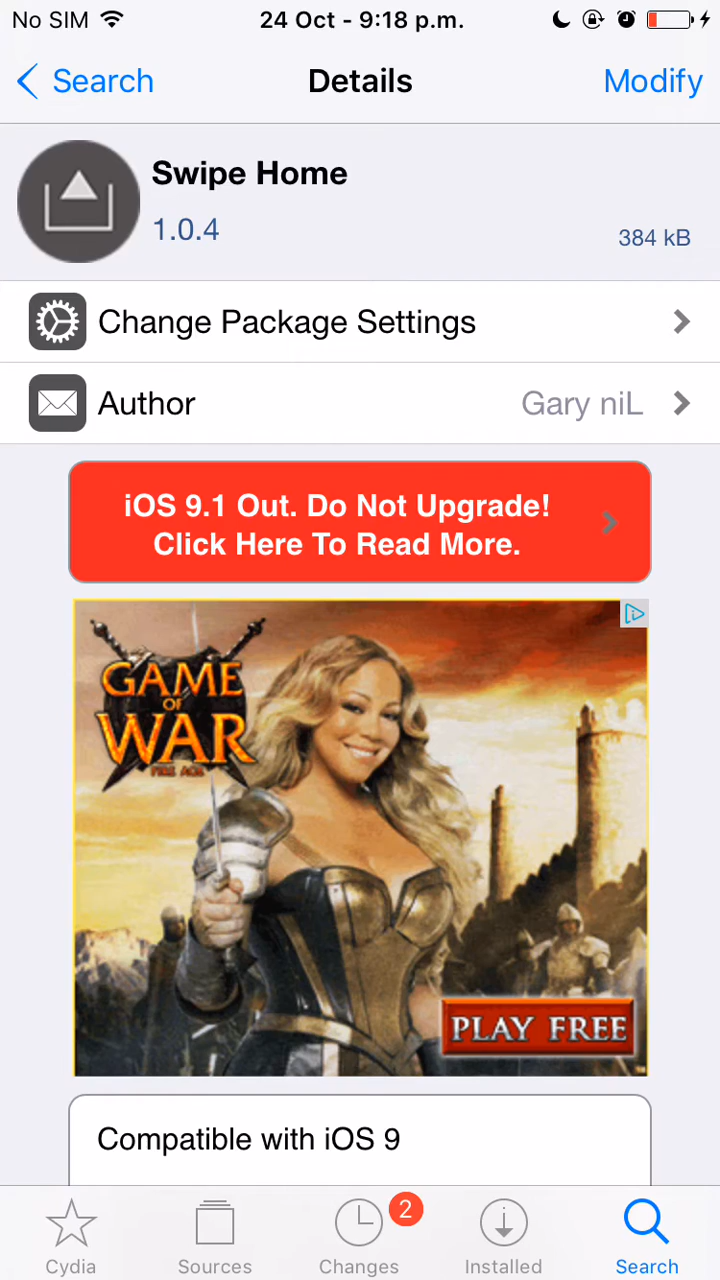 No SIM 24 Oct - 9:18 p.m.
Search Details Modify
Swipe Home
1.0.4
384 kB
Change Package Settings
Author Gary niL
iOS 9.1 Out. Do Not Upgrade!
Click Here To Read More.
GAME
OF
WAR
FIRE AGE
PLAY FREE
Compatible with iOS 9
2
Cydia Sources Changes Installed Search